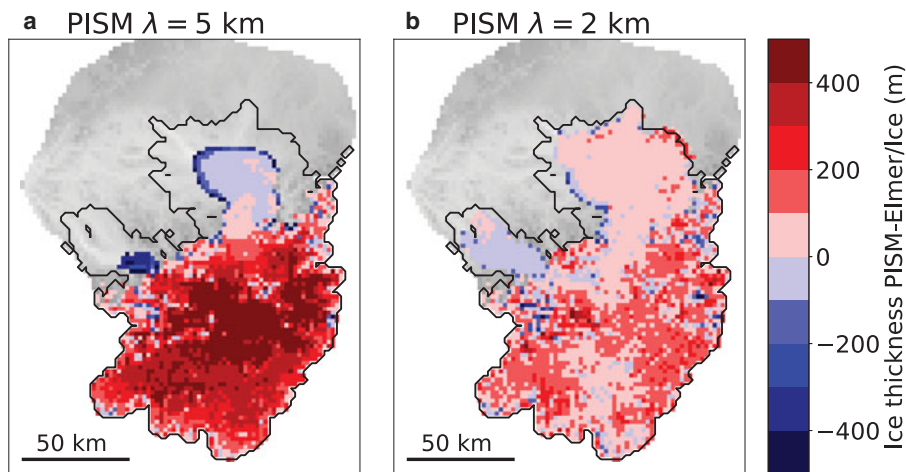 a PISM λ = 5 km
b PISM λ = 2 km
50 km
50 km
400
200
0
−200
−400
Ice thickness PISM-Elmer/Ice (m)